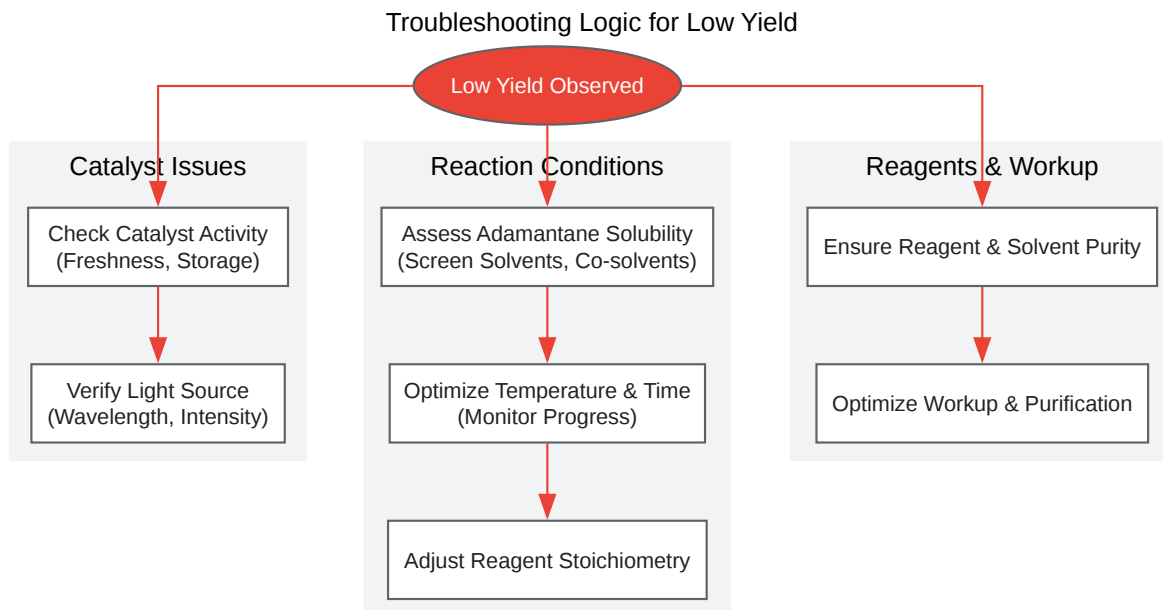 Troubleshooting Logic for Low Yield
Low Yield Observed
Catalyst Issues
Check Catalyst Activity
(Freshness, Storage)
Verify Light Source
(Wavelength, Intensity)
Reaction Conditions
Assess Adamantane Solubility
(Screen Solvents, Co-solvents)
Optimize Temperature & Time
(Monitor Progress)
Adjust Reagent Stoichiometry
Reagents & Workup
Ensure Reagent & Solvent Purity
Optimize Workup & Purification